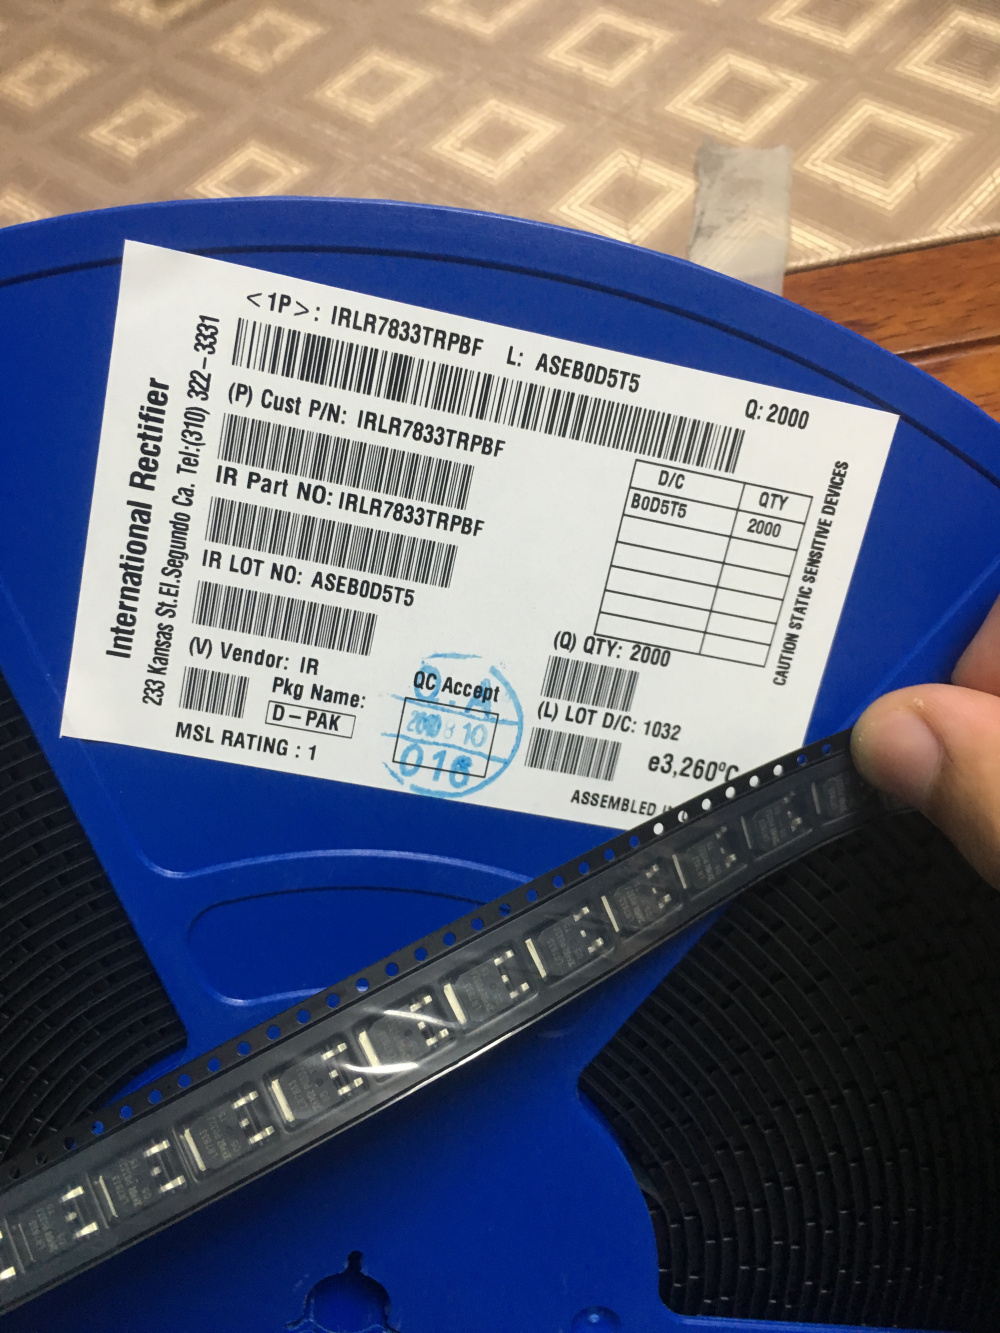 <1P>: IRLR7833TRPBF L: ASEB0D5T5
Q: 2000
(P) Cust P/N: IRLR7833TRPBF
IR Part NO: IRLR7833TRPBF
IR LOT NO: ASEB0D5T5
(V) Vendor: IR
Pkg Name:
D-PAK
MSL RATING : 1
International Rectifier
233 Kansas St.El.Segundo Ca. Tel:(310) 322-3331
D/C QTY
B0D5T5 2000
CAUTION STATIC SENSITIVE DEVICES
(Q) QTY: 2000
(L) LOT D/C: 1032
e3,260ºC
ASSEMBLED
QC Accept
Q.A
10
016